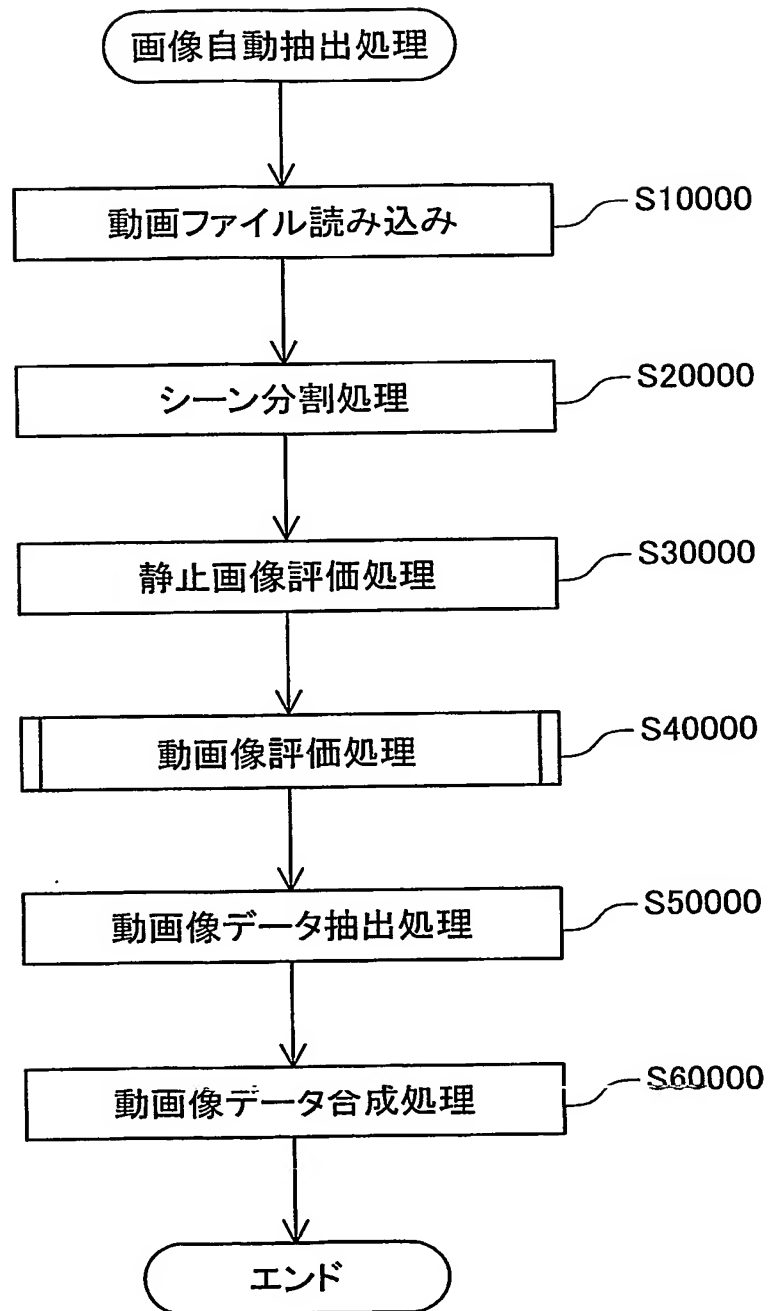 画像自動抽出処理
動画ファイル読み込み
S10000
シーン分割処理
S20000
静止画像評価処理
S30000
動画像評価処理
S40000
動画像データ抽出処理
S50000
動画像データ合成処理
S60000
エンド